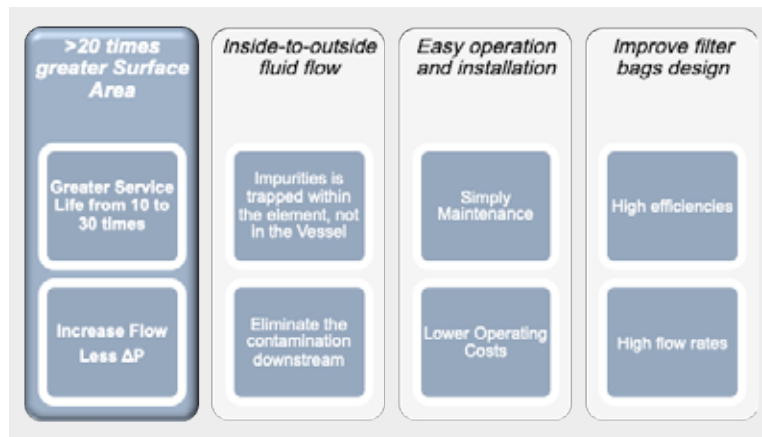 >20 times
greater Surface
Area
Greater Service
Life from 10 to
30 times
Increase Flow
Less ΔP
Inside-to-outside
fluid flow
Impurities is
trapped within
the element, not
in the Vessel
Eliminate the
contamination
downstream
Easy operation
and installation
Simply
Maintenance
Lower Operating
Costs
Improve filter
bags design
High efficiencies
High flow rates